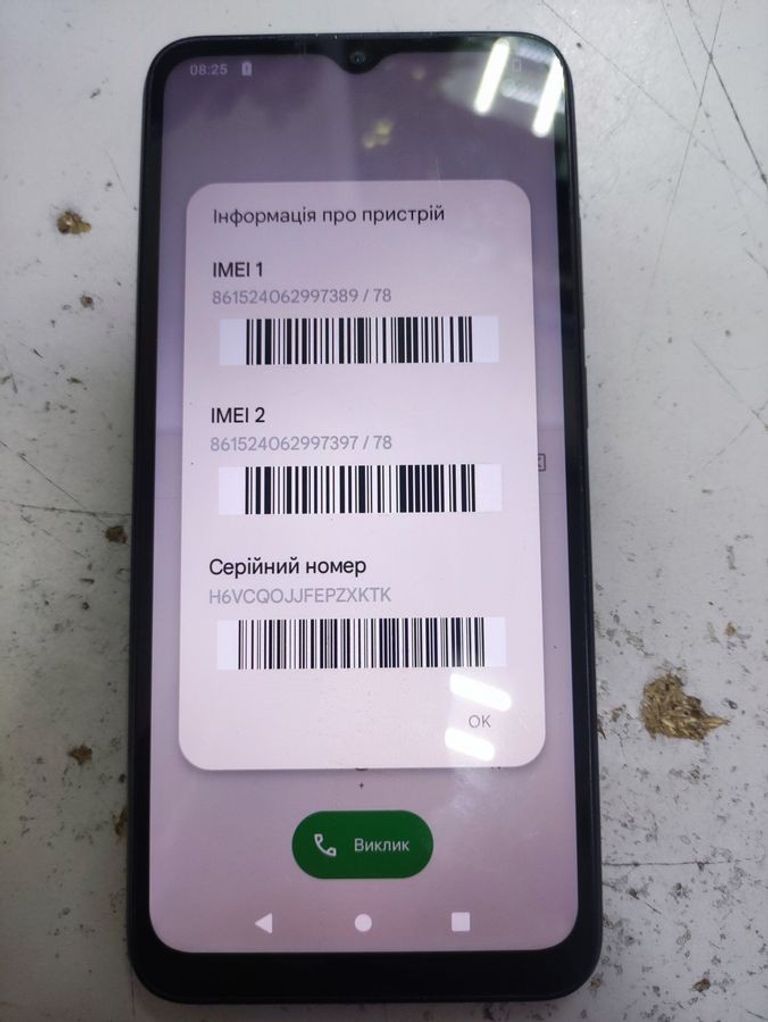 08:25
Інформація про пристрій
IMEI 1
861524062997389 / 78
IMEI 2
861524062997397 / 78
Серійний номер
H6VCQOJJFEPZXKTK
OK
Виклик